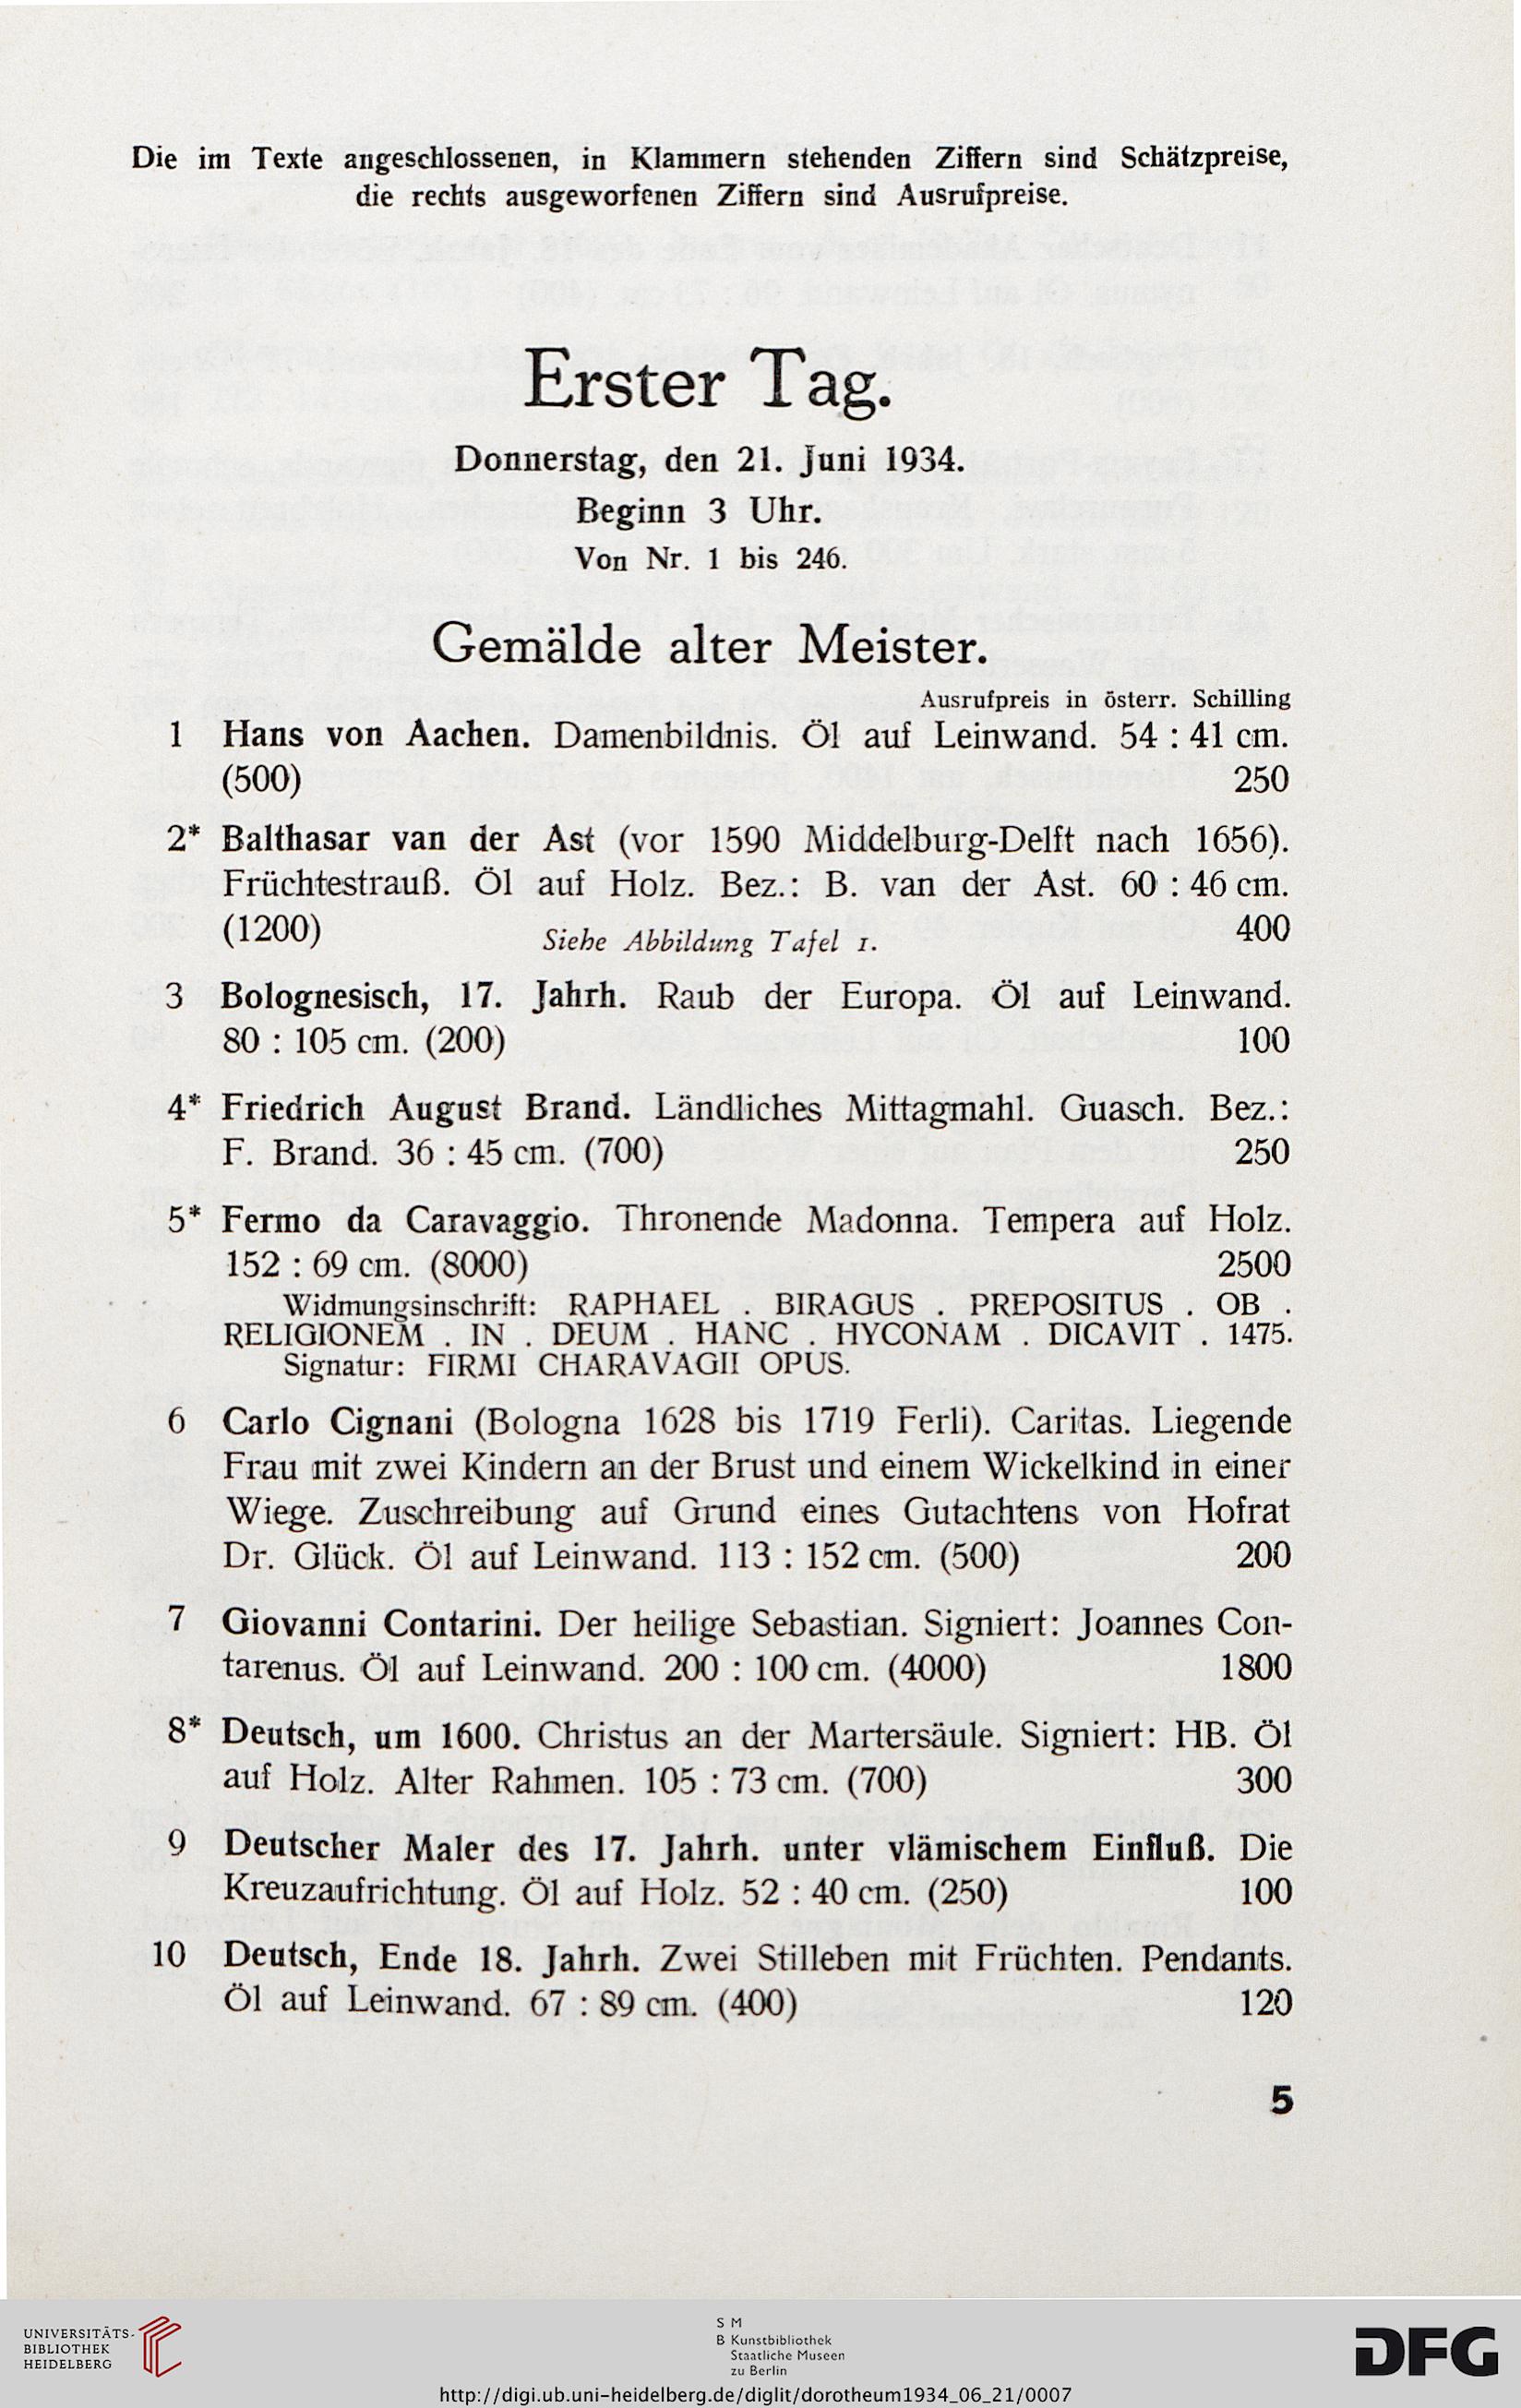 Die im Texte angeschlossenen, in Klammern stehenden Ziffern sind Schätzpreise,
die rechts ausgeworfenen Ziffern sind Ausrufpreise.
Erster Tag.
Donnerstag, den 21. Juni 1934.
Beginn 3 Uhr.
Von Nr. 1 bis 246.
Gemälde alter Meister.
Ausrufpreis in österr. Schilling
1 Hans von Aachen. Damenbildnis. Öl auf Leinwand. 54 : 41 cm.
(500) 250
2* Balthasar van der Ast (vor 1590 Middelburg-Delft nach 1656).
Früchtestrauß. Öl auf Holz. Bez.: B. van der Ast. 60 : 46 cm.
(1200) Siehe Abbildung Tafel 1. 400
3 Bolognesisch, 17. Jahrh. Raub der Europa. Öl auf Leinwand.
80 : 105 cm. (200) 100
4* Friedrich August Brand. Ländliches Mittagmahl. Guasch. Bez.:
F. Brand. 36 : 45 cm. (700) 250
5* Fermo da Caravaggio. Thronende Madonna. Tempera auf Holz.
152 : 69 cm. (8000) 2500
Widmungsinschrift: RAPHAEL . BIRAGUS . PREPOSITUS . OB .
RELIGIONEM . IN . DEUM . HANC . HYCONAM . DICAVIT . 1475.
Signatur: FIRMI CHARAVAGII OPUS.
6 Carlo Cignani (Bologna 1628 bis 1719 Ferli). Caritas. Liegende
Frau mit zwei Kindern an der Brust und einem Wickelkind in einer
Wiege. Zuschreibung auf Grund eines Gutachtens von Hofrat
Dr. Glück. Öl auf Leinwand. 113 : 152 cm. (500) 200
7 Giovanni Contarini. Der heilige Sebastian. Signiert: Joannes Con-
tarenus. Öl auf Leinwand. 200 : 100 cm. (4000) 1800
8* Deutsch, um 1600. Christus an der Martersäule. Signiert: HB. Öl
auf Holz. Alter Rahmen. 105 : 73 cm. (700) 300
9 Deutscher Maler des 17. Jahrh. unter vlämischem Einfluß. Die
Kreuzaufrichtung. Öl auf Holz. 52 : 40 cm. (250) 100
10 Deutsch, Ende 18. Jahrh. Zwei Stilleben mit Früchten. Pendants.
Öl auf Leinwand. 67 : 89 cm. (400) 120
5
UNIVERSITÄTS-
BIBLIOTHEK
HEIDELBERG
S M
B Kunstbibliothek
Staatliche Museen
zu Berlin
DFG
http://digi.ub.uni-heidelberg.de/diglit/dorotheum1934_06_21/0007